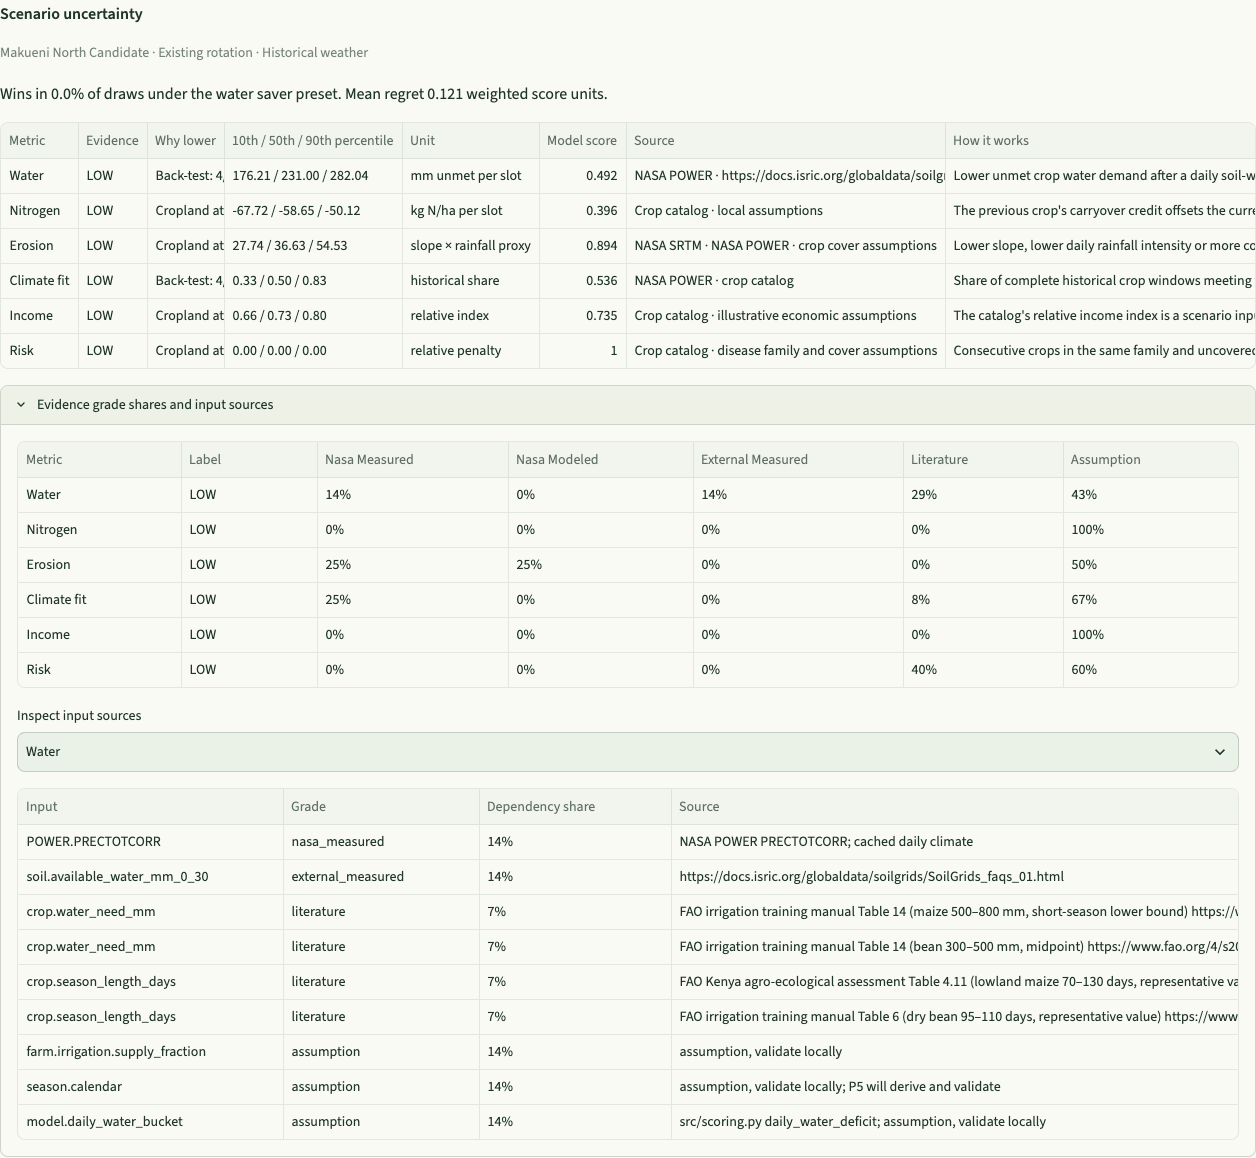 Scenario uncertainty
Makueni North Candidate · Existing rotation · Historical weather
Wins in 0.0% of draws under the water saver preset. Mean regret 0.121 weighted score units.
Metric Evidence Why lower 10th / 50th / 90th percentile Unit Model score Source How it works
Water LOW Back-test: 4, 176.21 / 231.00 / 282.04 mm unmet per slot 0.492 NASA POWER · https://docs.isric.org/globaldata/soilg Lower unmet crop water demand after a daily soil-w
Nitrogen LOW Cropland at -67.72 / -58.65 / -50.12 kg N/ha per slot 0.396 Crop catalog · local assumptions The previous crop's carryover credit offsets the curre
Erosion LOW Cropland at 27.74 / 36.63 / 54.53 slope × rainfall proxy 0.894 NASA SRTM · NASA POWER · crop cover assumptions Lower slope, lower daily rainfall intensity or more co
Climate fit LOW Back-test: 4, 0.33 / 0.50 / 0.83 historical share 0.536 NASA POWER · crop catalog Share of complete historical crop windows meeting
Income LOW Cropland at 0.66 / 0.73 / 0.80 relative index 0.735 Crop catalog · illustrative economic assumptions The catalog's relative income index is a scenario inpu
Risk LOW Cropland at 0.00 / 0.00 / 0.00 relative penalty 1 Crop catalog · disease family and cover assumptions Consecutive crops in the same family and uncovered
Evidence grade shares and input sources
Metric Label Nasa Measured Nasa Modeled External Measured Literature Assumption
Water LOW 14% 0% 14% 29% 43%
Nitrogen LOW 0% 0% 0% 0% 100%
Erosion LOW 25% 25% 0% 0% 50%
Climate fit LOW 25% 0% 0% 8% 67%
Income LOW 0% 0% 0% 0% 100%
Risk LOW 0% 0% 0% 40% 60%
Inspect input sources
Water
Input Grade Dependency share Source
POWER.PRECTOTCORR nasa_measured 14% NASA POWER PRECTOTCORR; cached daily climate
soil.available_water_mm_0_30 external_measured 14% https://docs.isric.org/globaldata/soilgrids/SoilGrids_faqs_01.html
crop.water_need_mm literature 7% FAO irrigation training manual Table 14 (maize 500–800 mm, short-season lower bound) https://w
crop.water_need_mm literature 7% FAO irrigation training manual Table 14 (bean 300–500 mm, midpoint) https://www.fao.org/4/s20
crop.season_length_days literature 7% FAO Kenya agro-ecological assessment Table 4.11 (lowland maize 70–130 days, representative va
crop.season_length_days literature 7% FAO irrigation training manual Table 6 (dry bean 95–110 days, representative value) https://www
farm.irrigation.supply_fraction assumption 14% assumption, validate locally
season.calendar assumption 14% assumption, validate locally; P5 will derive and validate
model.daily_water_bucket assumption 14% src/scoring.py daily_water_deficit; assumption, validate locally